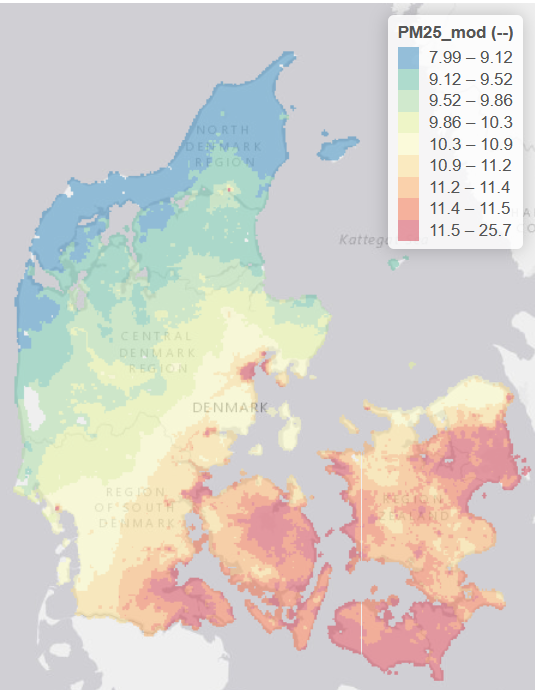 PM25_mod (--)
7.99 – 9.12
9.12 – 9.52
9.52 – 9.86
9.86 – 10.3
10.3 – 10.9
10.9 – 11.2
11.2 – 11.4
11.4 – 11.5
11.5 – 25.7
NORTH
DENMARK
REGION
Katteg
CENTRAL
DENMARK
REGION
DENMARK
REGION
OF SOUTH
DENMARK
REGION
ZEALAND